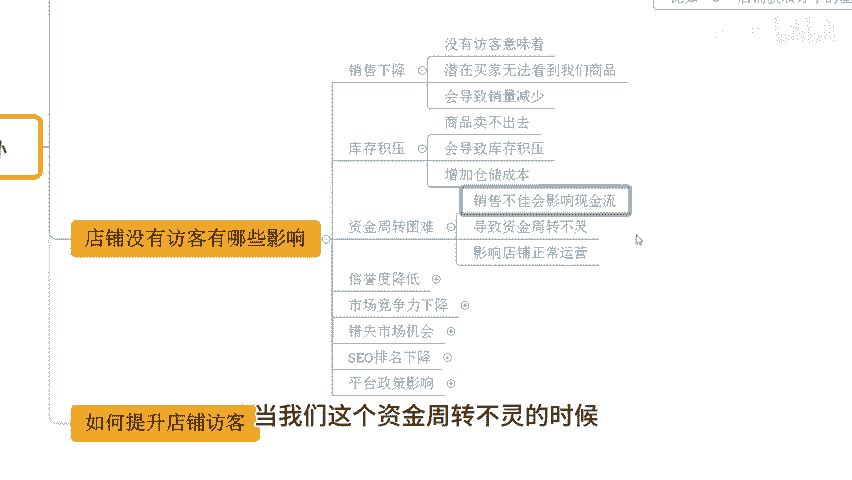 LALA
没有访客意味着
销售下降
潜在买家无法看到我们商品
会导致销量减少
商品卖不出去
库存积压
会导致库存积压
增加仓储成本
销售不佳会影响现金流
店铺没有访客有哪些影响
资金周转困难
导致资金周转不灵
影响店铺正常运营
信誉度降低
市场竞争力下降
错失市场机会
SEO排名下降
平台政策影响
如何提升店铺访客
当我们这个资金周转不灵的时候